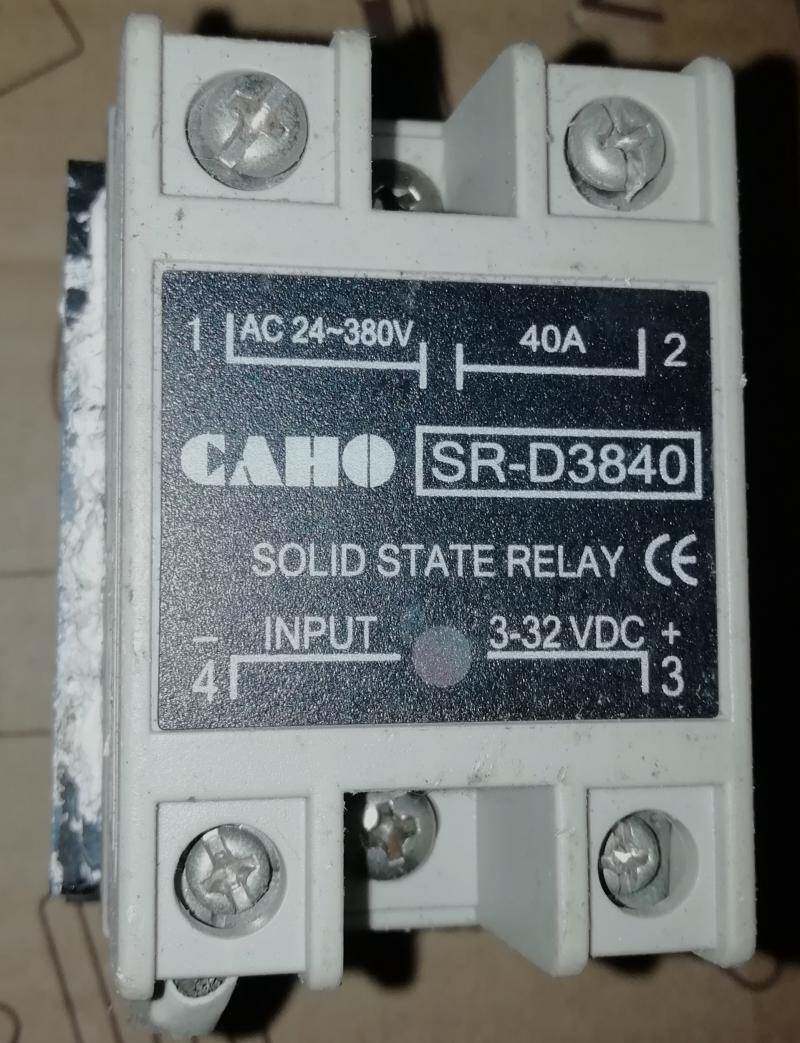 1 AC 24~380V 40A 2
CAHO SR-D3840
SOLID STATE RELAY CE
− INPUT 3-32 VDC +
4 3